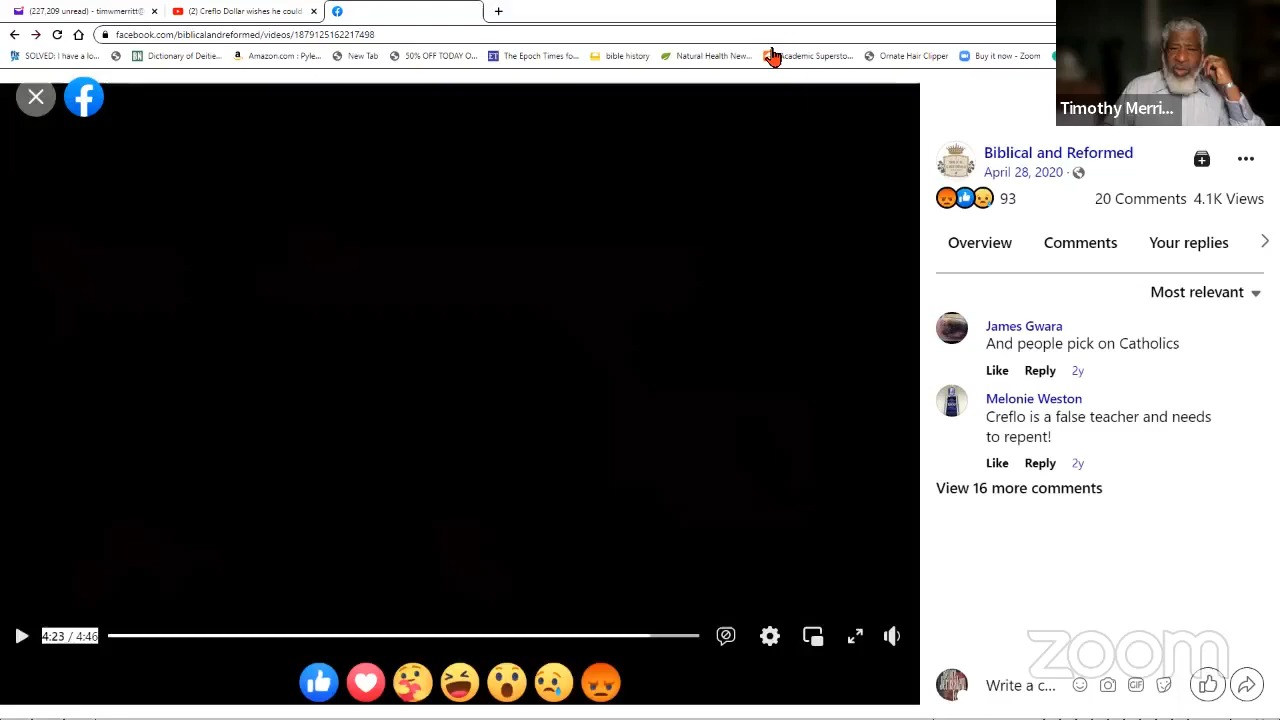 (227,209 unread) - timwmerritt@
(2) Creflo Dollar wishes he could
facebook.com/biblicalandreformed/videos/1879125162217498
SOLVED: I have a lo...
Dictionary of Deitie...
Amazon.com : Pyle...
New Tab
50% OFF TODAY O...
ET
The Epoch Times fo...
bible history
Natural Health New...
Academic Supersto...
Ornate Hair Clipper
Buy it now - Zoom
Timothy Merri...
Biblical and Reformed
April 28, 2020 ·
93
20 Comments 4.1K Views
Overview
Comments
Your replies
Most relevant
James Gwara
And people pick on Catholics
Like Reply 2y
Melonie Weston
Creflo is a false teacher and needs
to repent!
Like Reply 2y
View 16 more comments
4:23 / 4:46
zoom
Write a c...
GIF